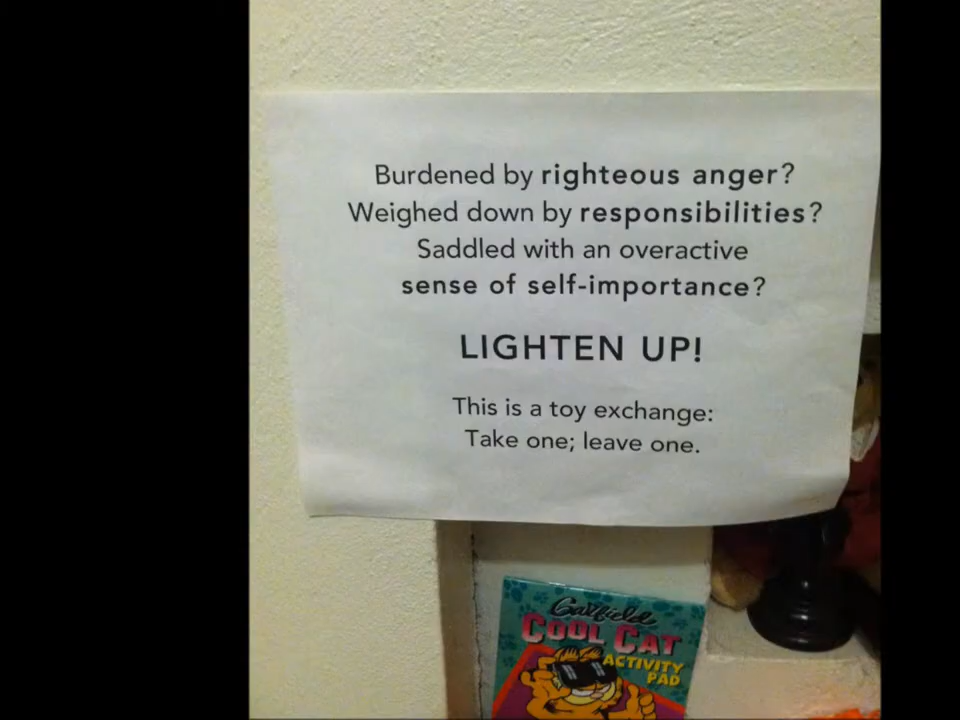 Burdened by righteous anger?
Weighed down by responsibilities?
Saddled with an overactive
sense of self-importance?
LIGHTEN UP!
This is a toy exchange:
Take one; leave one.
Garfield
COOL CAT
ACTIVITY
PAD